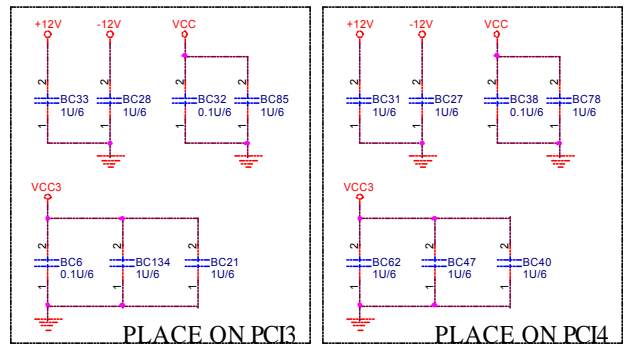 +12V -12V VCC +12V -12V VCC
2 2 2 2 2 2 2 2
BC33 BC28 BC32 BC85 BC31 BC27 BC38 BC78
1U/6 1U/6 0.1U/6 1U/6 1U/6 1U/6 0.1U/6 1U/6
1 1 1 1 1 1 1 1
VCC3 VCC3
2 2 2 2 2 2
BC6 BC134 BC21 BC62 BC47 BC40
0.1U/6 1U/6 1U/6 1U/6 1U/6 1U/6
1 1 1 1 1 1
PLACE ON PCI3 PLACE ON PCI4